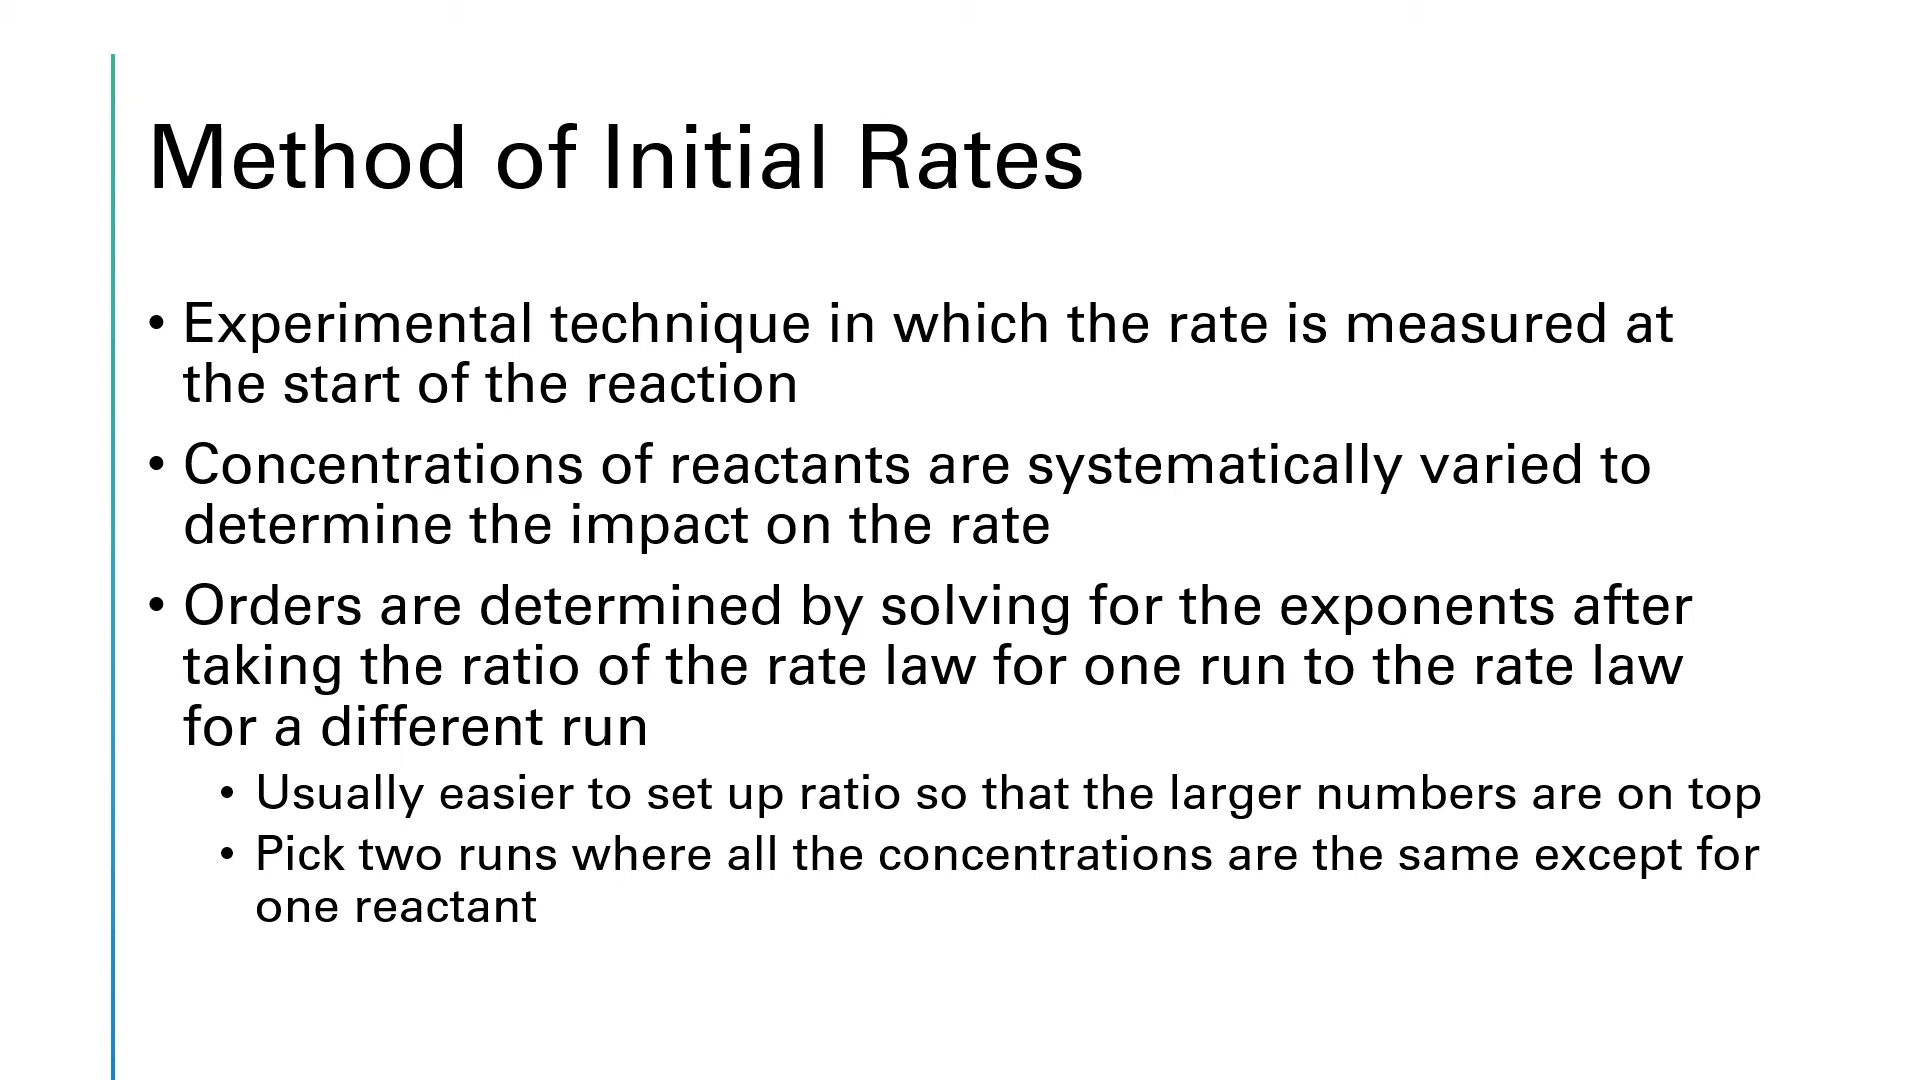 Method of Initial Rates
• Experimental technique in which the rate is measured at
the start of the reaction
• Concentrations of reactants are systematically varied to
determine the impact on the rate
• Orders are determined by solving for the exponents after
taking the ratio of the rate law for one run to the rate law
for a different run
• Usually easier to set up ratio so that the larger numbers are on top
• Pick two runs where all the concentrations are the same except for
one reactant